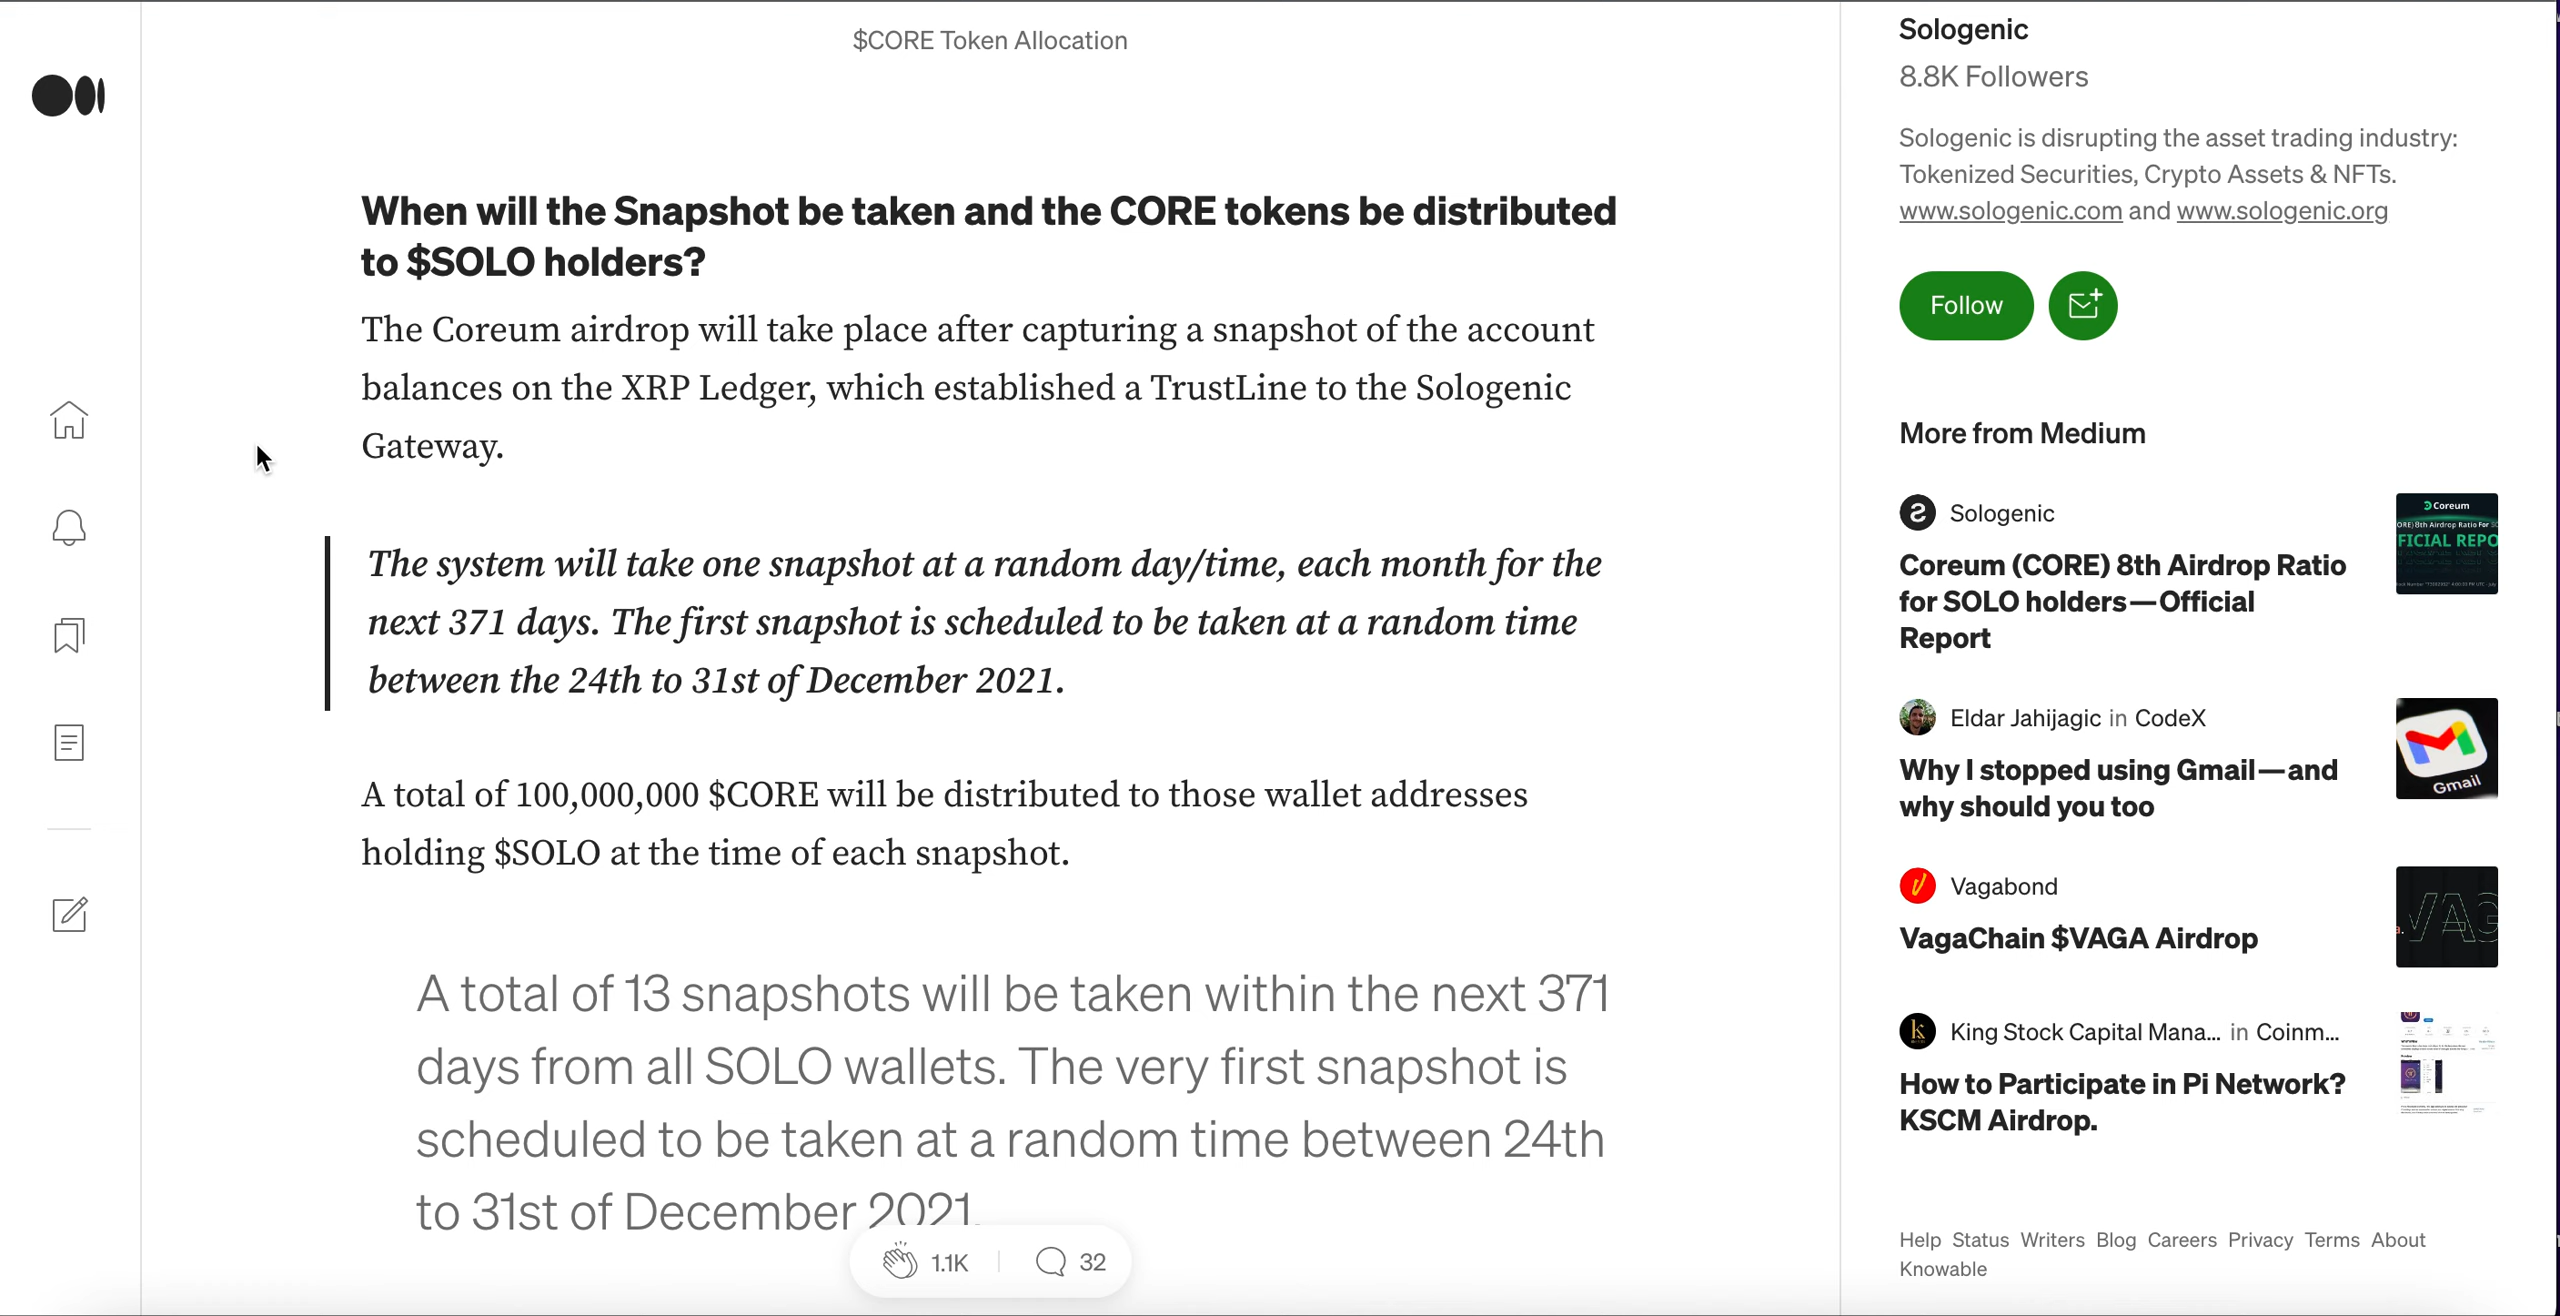 $CORE Token Allocation
When will the Snapshot be taken and the CORE tokens be distributed
to $SOLO holders?
The Coreum airdrop will take place after capturing a snapshot of the account
balances on the XRP Ledger, which established a TrustLine to the Sologenic
Gateway.
The system will take one snapshot at a random day/time, each month for the
next 371 days. The first snapshot is scheduled to be taken at a random time
between the 24th to 31st of December 2021.
A total of 100,000,000 $CORE will be distributed to those wallet addresses
holding $SOLO at the time of each snapshot.
A total of 13 snapshots will be taken within the next 371
days from all SOLO wallets. The very first snapshot is
scheduled to be taken at a random time between 24th
to 31st of December 2021.
1.1K
32
Sologenic
8.8K Followers
Sologenic is disrupting the asset trading industry:
Tokenized Securities, Crypto Assets & NFTs.
www.sologenic.com and www.sologenic.org
Follow
More from Medium
Sologenic
Coreum (CORE) 8th Airdrop Ratio
for SOLO holders—Official
Report
Coreum
ORE) 8th Airdrop Ratio For SO
FICIAL REPO
Eldar Jahijagic in CodeX
Why I stopped using Gmail—and
why should you too
Gmail
Vagabond
VagaChain $VAGA Airdrop
VAG
King Stock Capital Mana... in Coinm...
How to Participate in Pi Network?
KSCM Airdrop.
Help Status Writers Blog Careers Privacy Terms About
Knowable